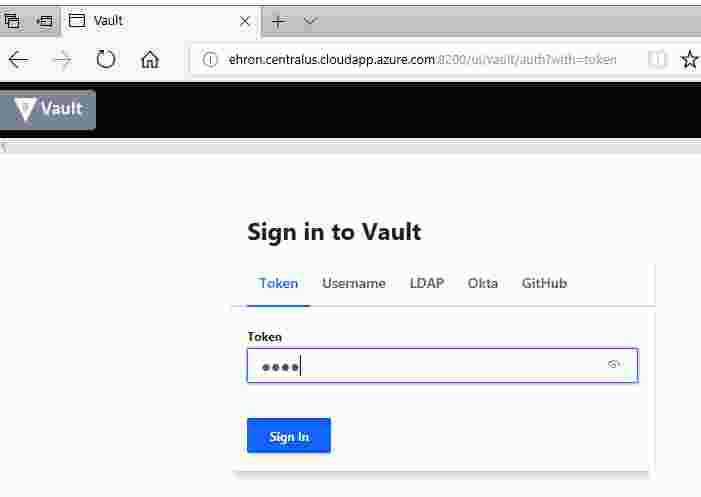 Vault
ehron.centralus.cloudapp.azure.com:8200/ui/vault/auth?with=token
Vault
Sign in to Vault
Token Username LDAP Okta GitHub
Token
••••
Sign In